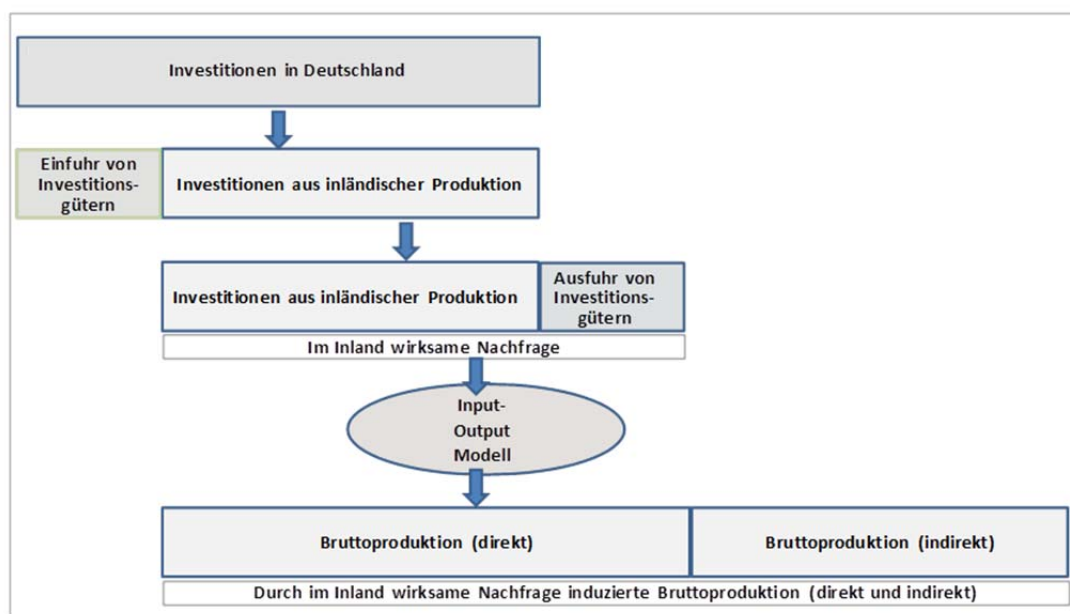 Investitionen in Deutschland
Einfuhr von
Investitions-
gütern
Investitionen aus inländischer Produktion
Investitionen aus inländischer Produktion
Ausfuhr von
Investitions-
gütern
Im Inland wirksame Nachfrage
Input-
Output
Modell
Bruttoproduktion (direkt)
Bruttoproduktion (indirekt)
Durch im Inland wirksame Nachfrage induzierte Bruttoproduktion (direkt und indirekt)